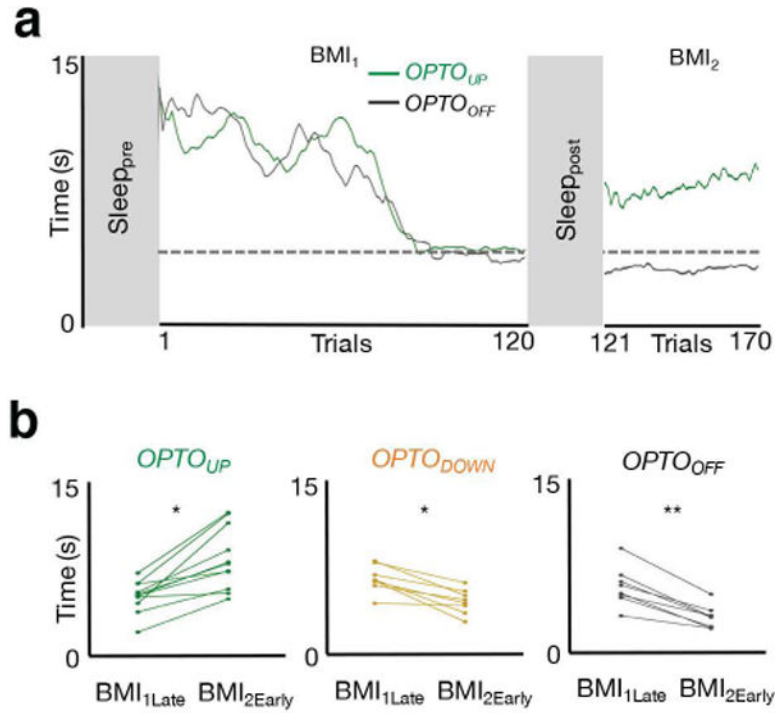 a
15
Time (s)
0
Sleeppre
BMI1
OPTOUP
OPTOOFF
Sleeppost
BMI2
1 Trials 120
121 Trials 170
b
OPTOUP
OPTODOWN
OPTOOFF
15
15
15
*
*
**
Time (s)
0
0
0
BMI1Late BMI2Early
BMI1Late BMI2Early
BMI1Late BMI2Early